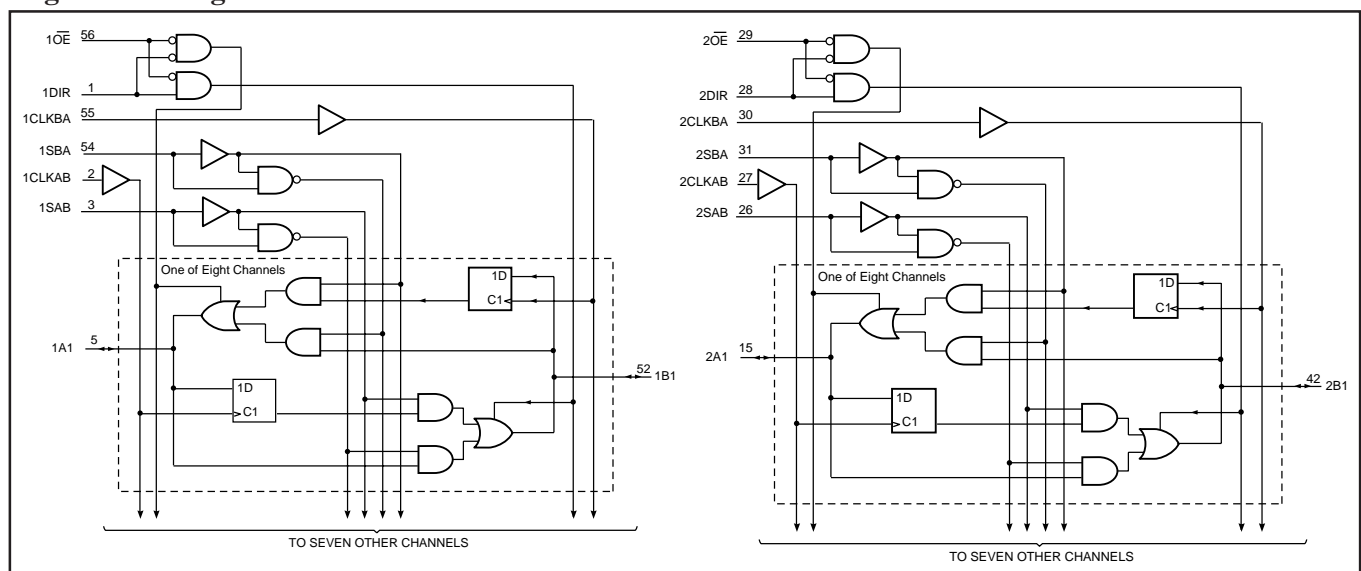 1OE 56
1DIR 1
1CLKBA 55
1SBA 54
1CLKAB 2
1SAB 3
One of Eight Channels
1D
C1
1A1 5
1D
C1
52 1B1
TO SEVEN OTHER CHANNELS
2OE 29
2DIR 28
2CLKBA 30
2SBA 31
2CLKAB 27
2SAB 26
One of Eight Channels
1D
C1
2A1 15
1D
C1
42 2B1
TO SEVEN OTHER CHANNELS